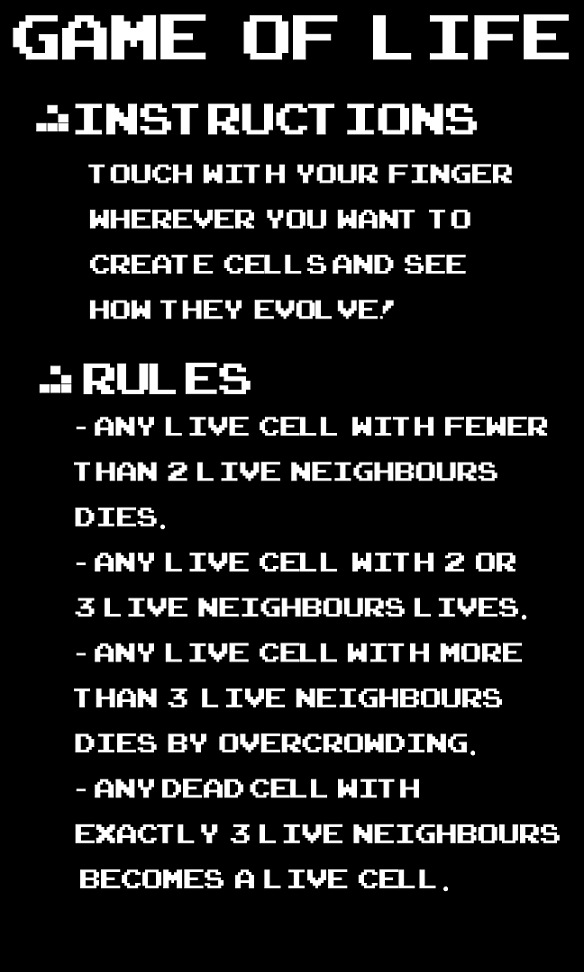 GAME OF LIFE
INSTRUCTIONS
TOUCH WITH YOUR FINGER
WHEREVER YOU WANT TO
CREATE CELLS AND SEE
HOW THEY EVOLVE!
RULES
- ANY LIVE CELL WITH FEWER
THAN 2 LIVE NEIGHBOURS
DIES.
- ANY LIVE CELL WITH 2 OR
3 LIVE NEIGHBOURS LIVES.
- ANY LIVE CELL WITH MORE
THAN 3 LIVE NEIGHBOURS
DIES BY OVERCROWDING.
- ANY DEAD CELL WITH
EXACTLY 3 LIVE NEIGHBOURS
BECOMES A LIVE CELL.